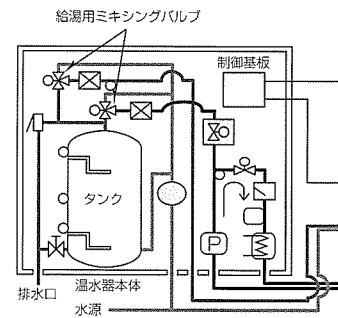 給湯用ミキシングバルブ
制御基板
タンク
P
排水口
温水器本体
水源